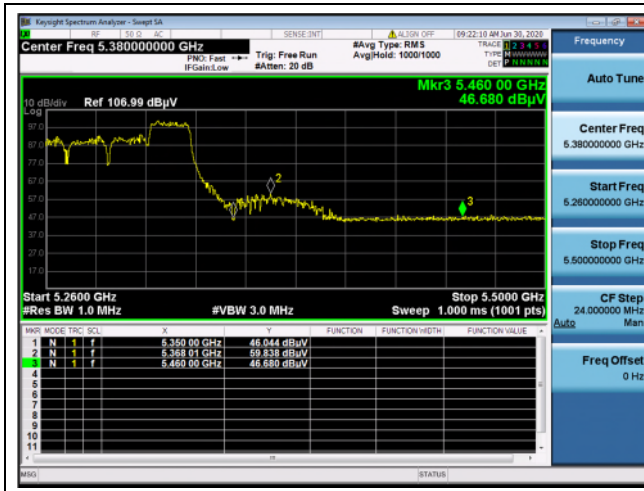 Keysight Spectrum Analyzer - Swept SA
RF 50 Ω AC SENSE:INT ALIGN OFF 09:22:10 AM Jun 30, 2020
Center Freq 5.380000000 GHz
PNO: Fast
IFGain:Low
Trig: Free Run
#Atten: 20 dB
#Avg Type: RMS
Avg|Hold: 1000/1000
TRACE 1 2 3 4 5 6
TYPE M
DET P N N N N N
Mkr3 5.460 00 GHz
46.680 dBµV
10 dB/div Ref 106.99 dBµV
Log
97.0
87.0
77.0
67.0
57.0
47.0
37.0
27.0
17.0
2
3
Start 5.2600 GHz Stop 5.5000 GHz
#Res BW 1.0 MHz #VBW 3.0 MHz Sweep 1.000 ms (1001 pts)
MKR MODE TRC SCL X Y FUNCTION FUNCTION WIDTH FUNCTION VALUE
1 N 1 f 5.350 00 GHz 46.044 dBµV
2 N 1 f 5.368 01 GHz 59.838 dBµV
3 N 1 f 5.460 00 GHz 46.680 dBµV
4
5
6
7
8
9
10
11
MSG STATUS
Frequency
Auto Tune
Center Freq
5.380000000 GHz
Start Freq
5.260000000 GHz
Stop Freq
5.500000000 GHz
CF Step
24.000000 MHz
Auto Man
Freq Offset
0 Hz